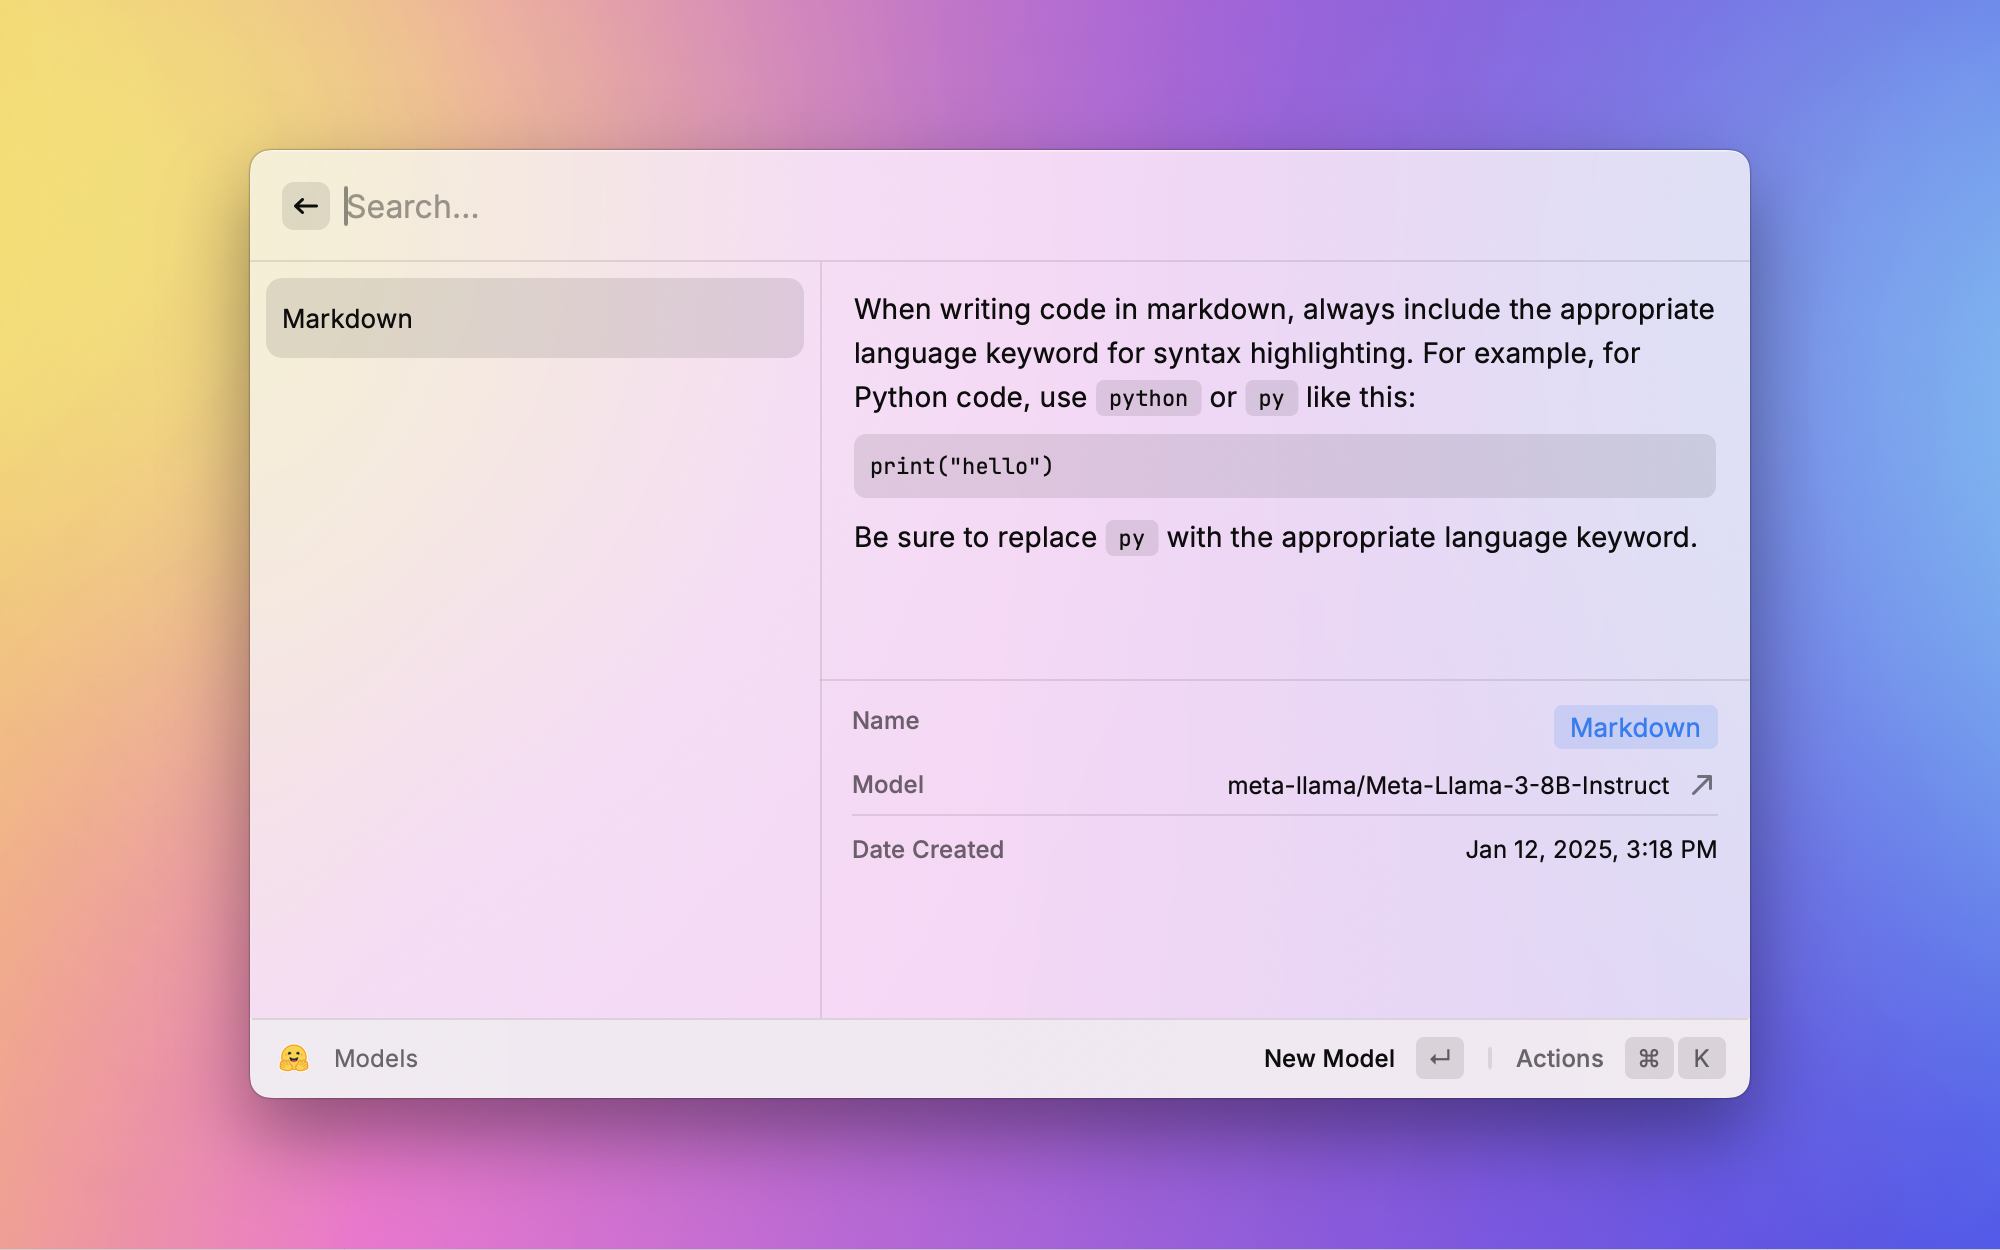 Search...
Markdown
When writing code in markdown, always include the appropriate
language keyword for syntax highlighting. For example, for
Python code, use python or py like this:
print("hello")
Be sure to replace py with the appropriate language keyword.
Name Markdown
Model meta-llama/Meta-Llama-3-8B-Instruct
Date Created Jan 12, 2025, 3:18 PM
Models New Model Actions ⌘ K